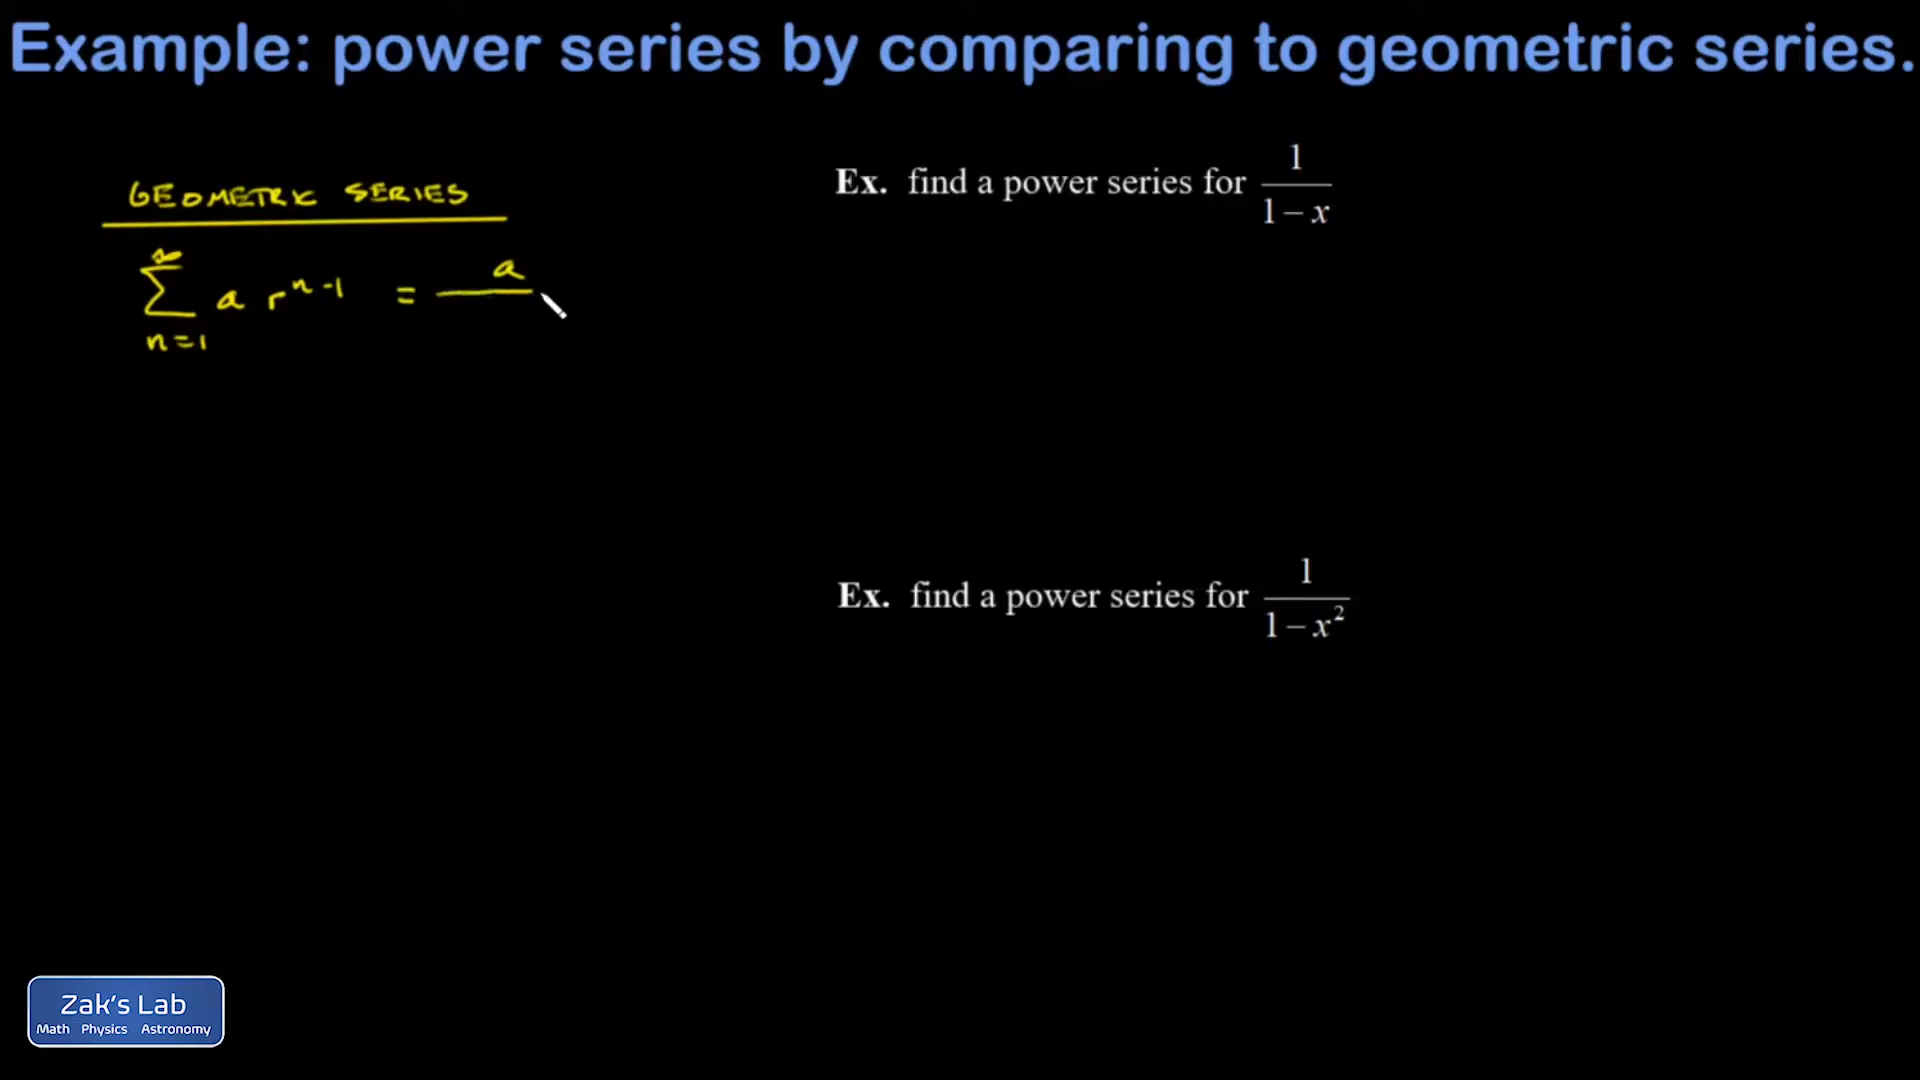 Example: power series by comparing to geometric series.
GEOMETRIC SERIES
∞
∑ a r^{n-1} = a/
n=1
Ex. find a power series for 1/(1-x)
Ex. find a power series for 1/(1-x²)
Zak's Lab
Math Physics Astronomy